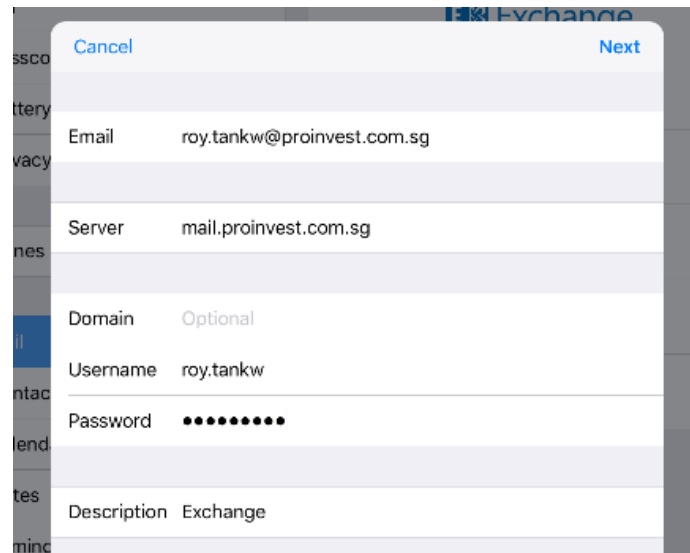 Exchange
Cancel
Next
Email roy.tankw@proinvest.com.sg
Server mail.proinvest.com.sg
Domain Optional
Username roy.tankw
Password •••••••••
Description Exchange